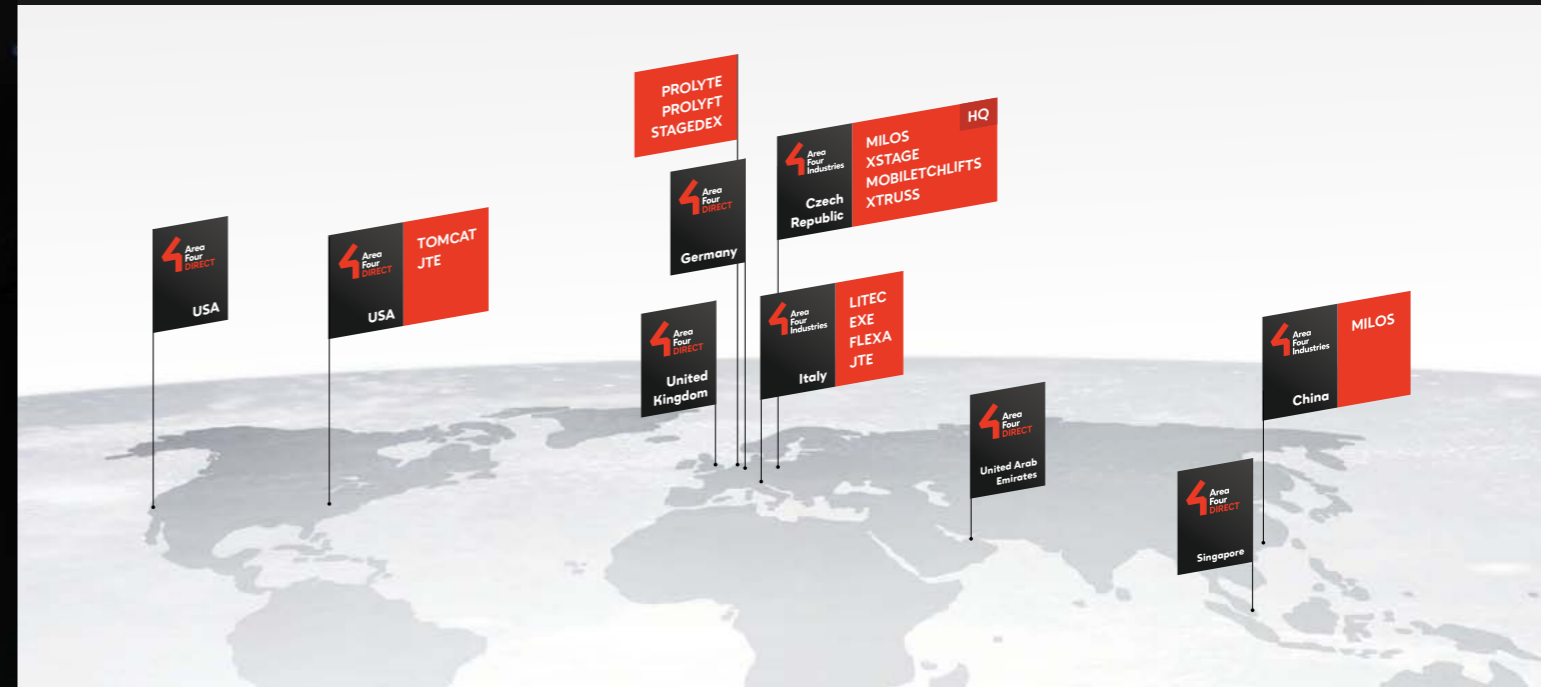 PROLYTE
PROLYFT
STAGEDEX
HQ
Area
Four
Industries
Czech
Republic
MILOS
XSTAGE
MOBILETCHLIFTS
XTRUSS
Area
Four
DIRECT
Germany
Area
Four
DIRECT
USA
Area
Four
DIRECT
USA
TOMCAT
JTE
Area
Four
DIRECT
United
Kingdom
Area
Four
Industries
Italy
LITEC
EXE
FLEXA
JTE
Area
Four
DIRECT
United Arab
Emirates
Area
Four
Industries
China
MILOS
Area
Four
DIRECT
Singapore